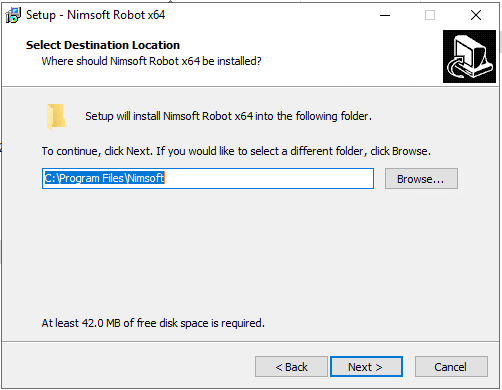 Setup - Nimsoft Robot x64
Select Destination Location
Where should Nimsoft Robot x64 be installed?
Setup will install Nimsoft Robot x64 into the following folder.
To continue, click Next. If you would like to select a different folder, click Browse.
C:\Program Files\Nimsoft
Browse...
At least 42.0 MB of free disk space is required.
< Back
Next >
Cancel